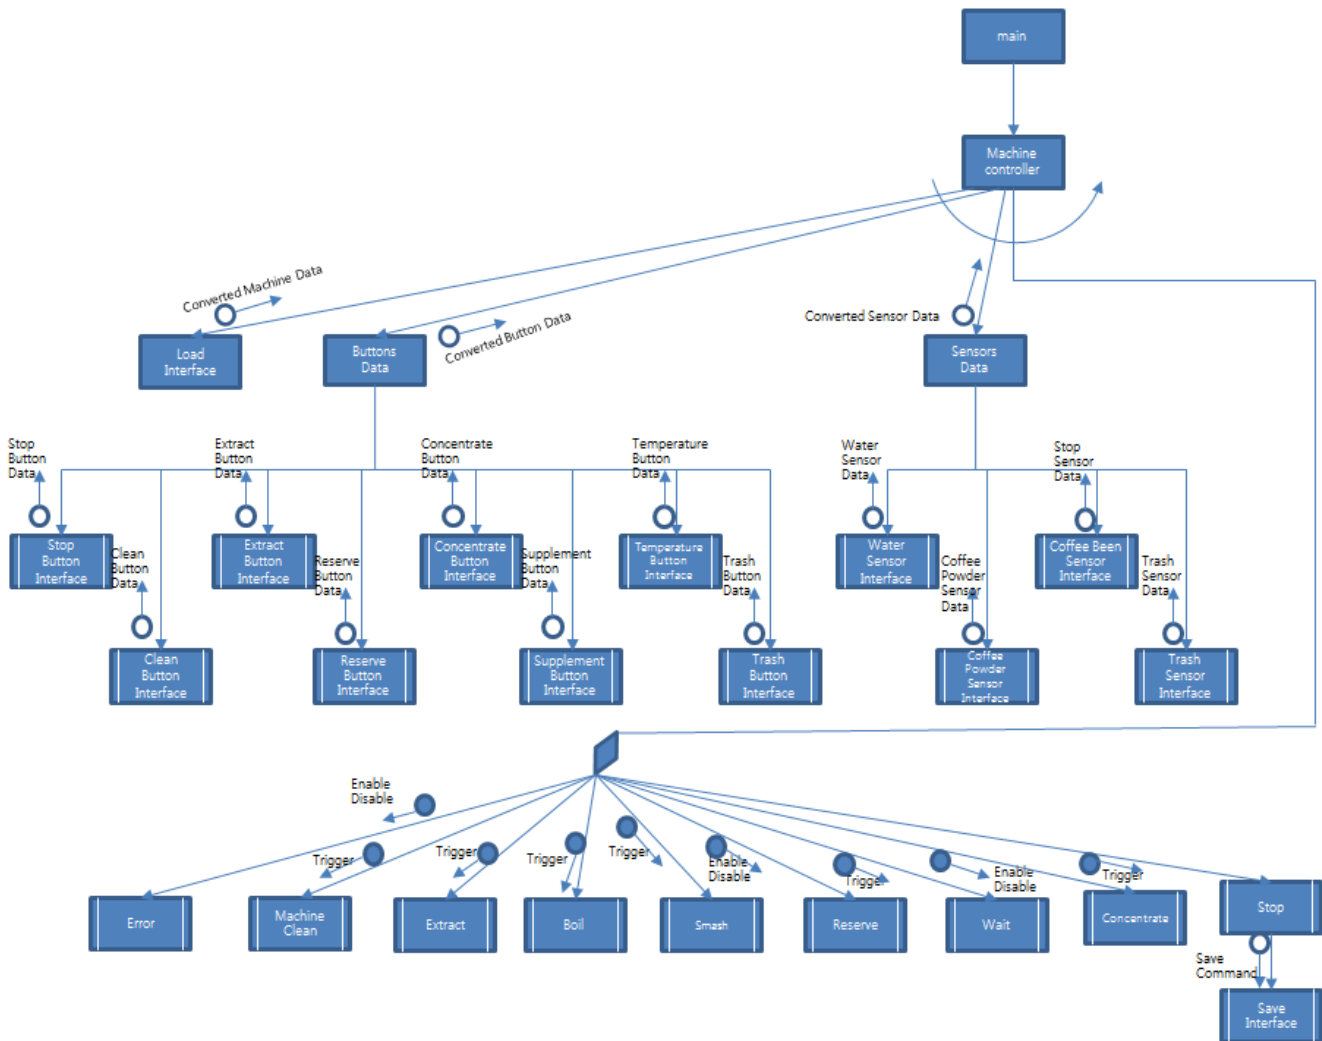 main
Machine
controller
Converted Machine Data
Converted Button Data
Converted Sensor Data
Load
Interface
Buttons
Data
Sensors
Data
Stop
Button
Data
Extract
Button
Data
Concentrate
Button
Data
Temperature
Button
Data
Water
Sensor
Data
Stop
Sensor
Data
Stop
Button
Interface
Clean
Button
Data
Extract
Button
Interface
Reserve
Button
Data
Concentrate
Button
Interface
Supplement
Button
Data
Temperature
Button
Interface
Trash
Button
Data
Water
Sensor
Interface
Coffee
Powder
Sensor
Data
Coffee Been
Sensor
Interface
Trash
Sensor
Data
Clean
Button
Interface
Reserve
Button
Interface
Supplement
Button
Interface
Trash
Button
Interface
Coffee
Powder
Sensor
Interface
Trash
Sensor
Interface
Enable
Disable
Trigger
Trigger
Trigger
Trigger
Enable
Disable
Trigger
Enable
Disable
Trigger
Error
Machine
Clean
Extract
Boil
Smash
Reserve
Wait
Concentrate
Stop
Save
Command
Save
Interface